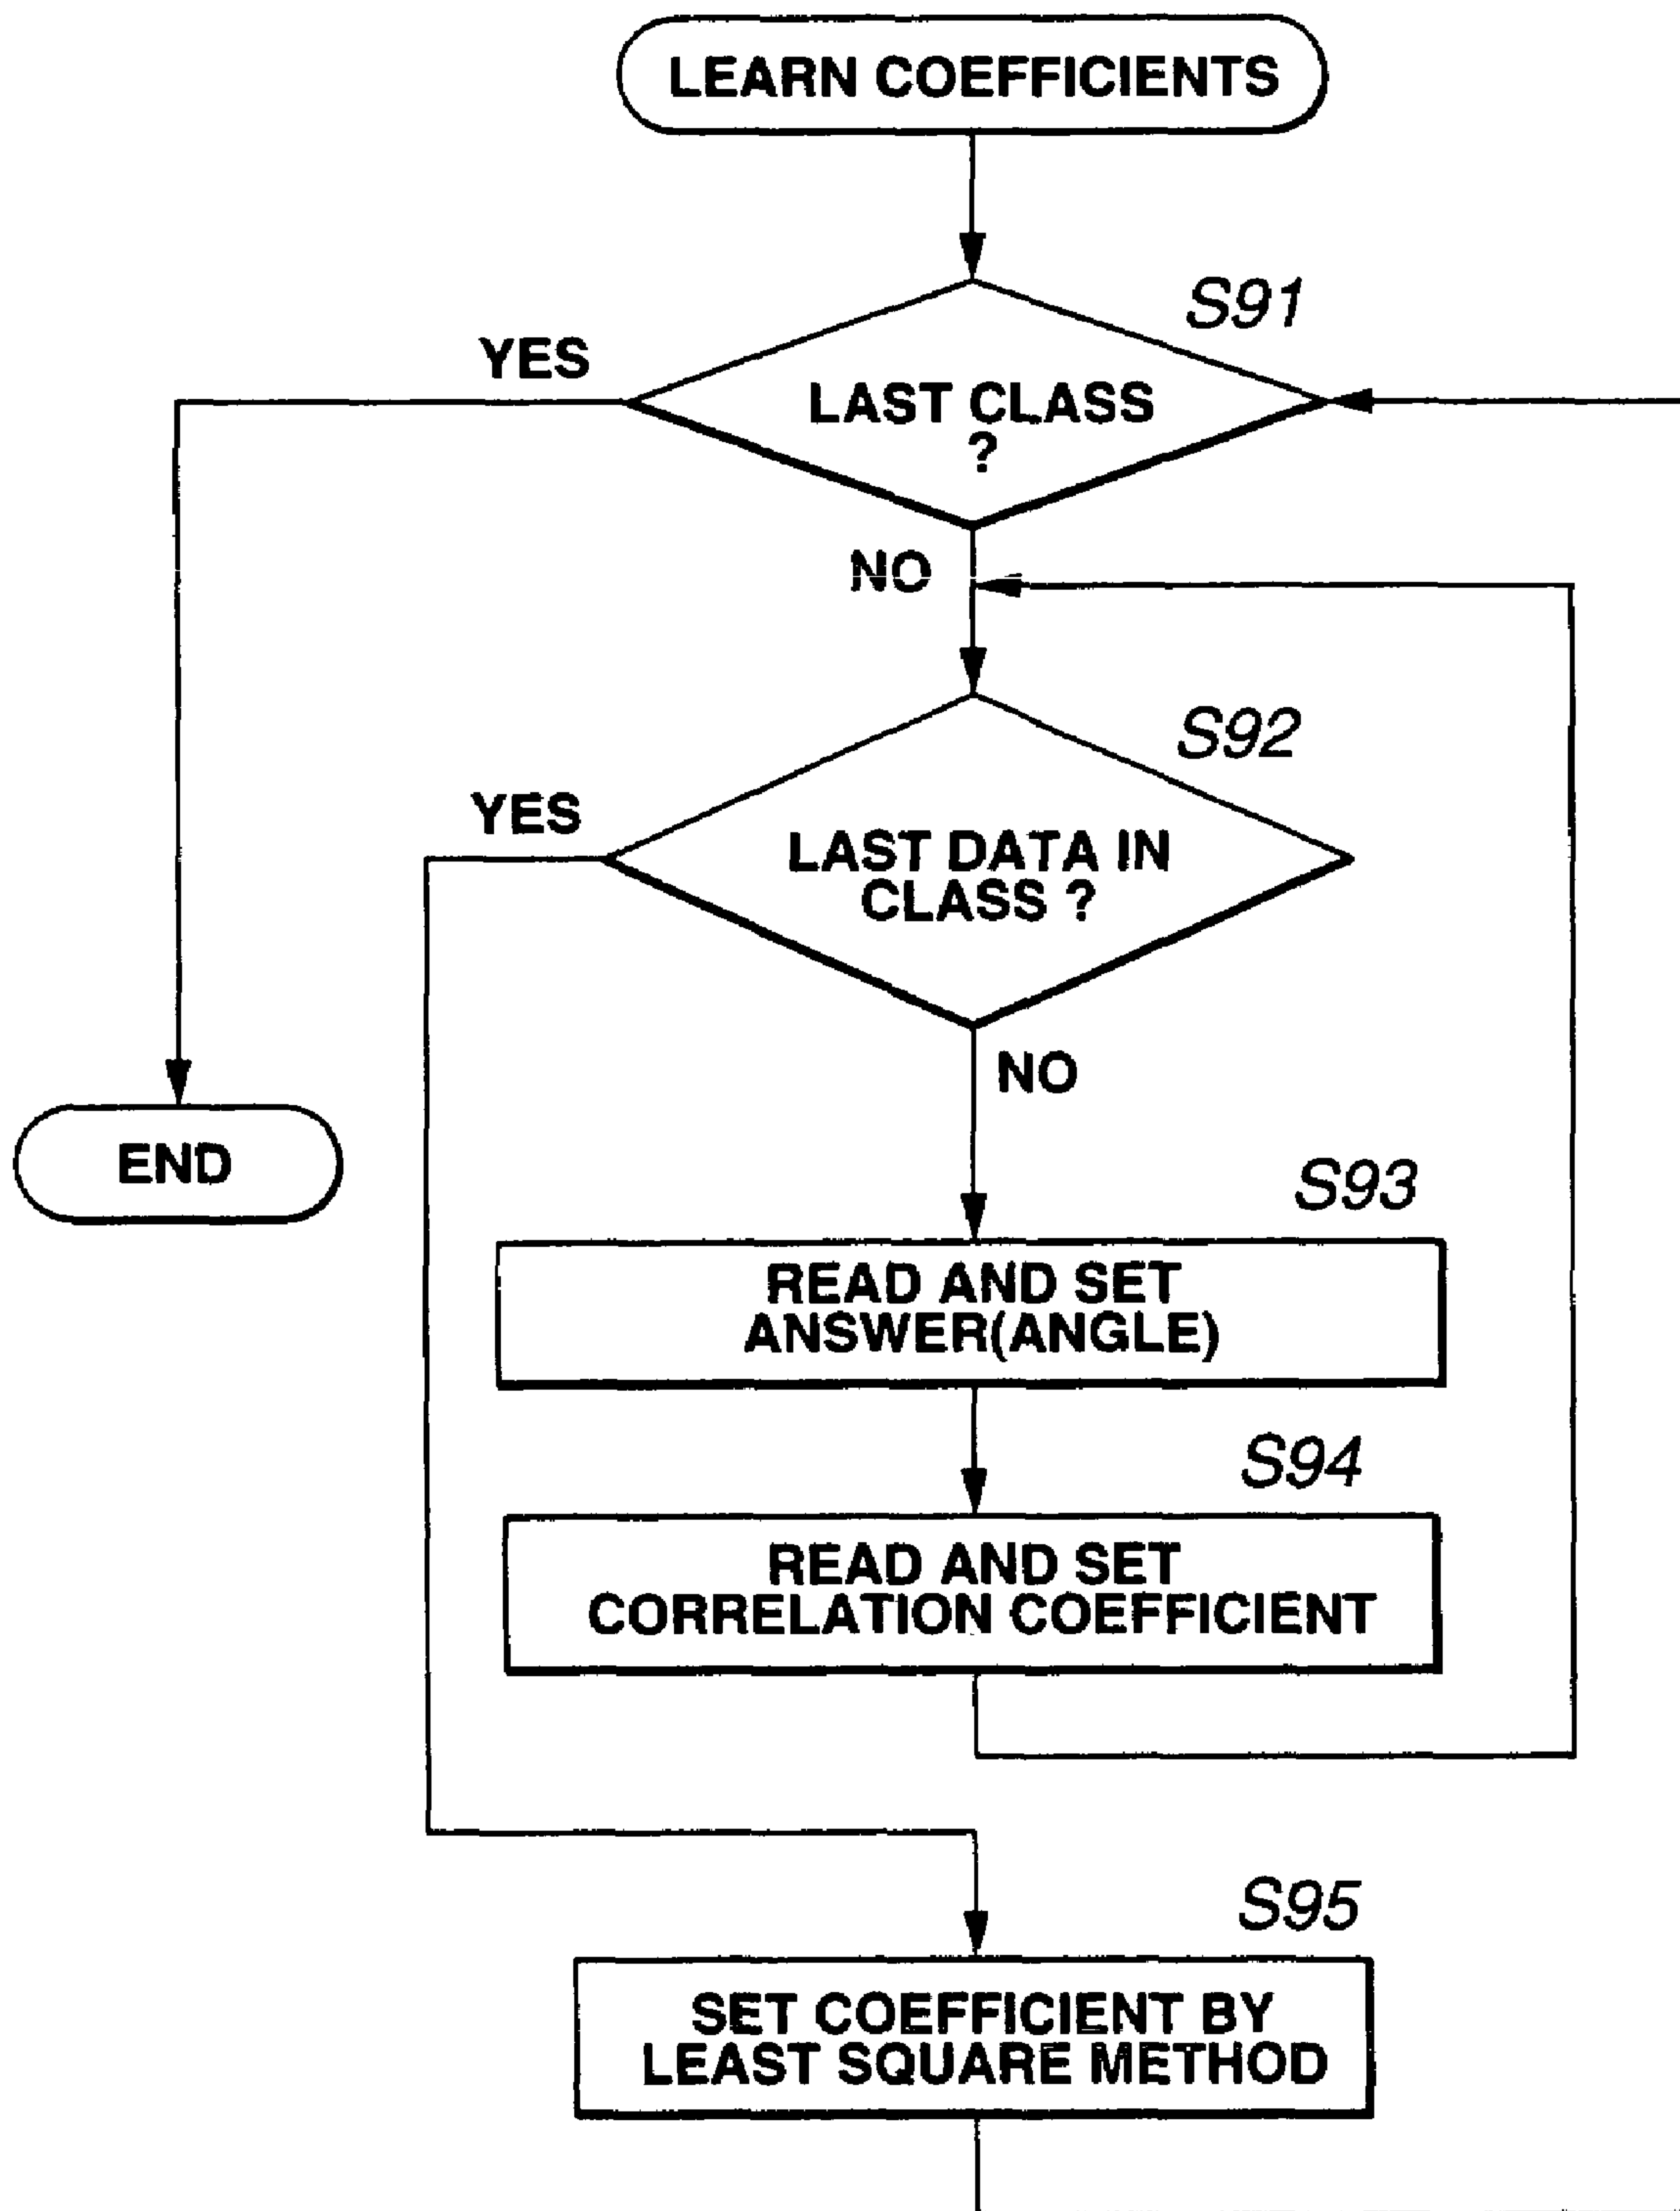 LEARN COEFFICIENTS
S91
YES
LAST CLASS
?
NO
S92
YES
LAST DATA IN
CLASS ?
NO
END
S93
READ AND SET
ANSWER(ANGLE)
S94
READ AND SET
CORRELATION COEFFICIENT
S95
SET COEFFICIENT BY
LEAST SQUARE METHOD